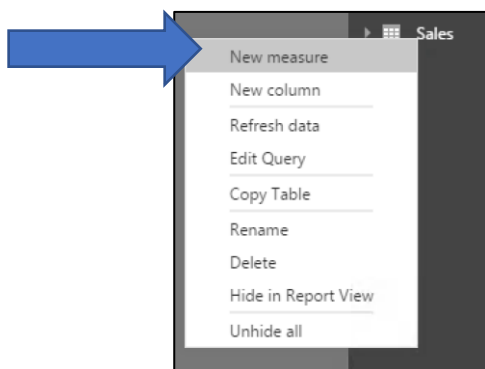 Sales
New measure
New column
Refresh data
Edit Query
Copy Table
Rename
Delete
Hide in Report View
Unhide all